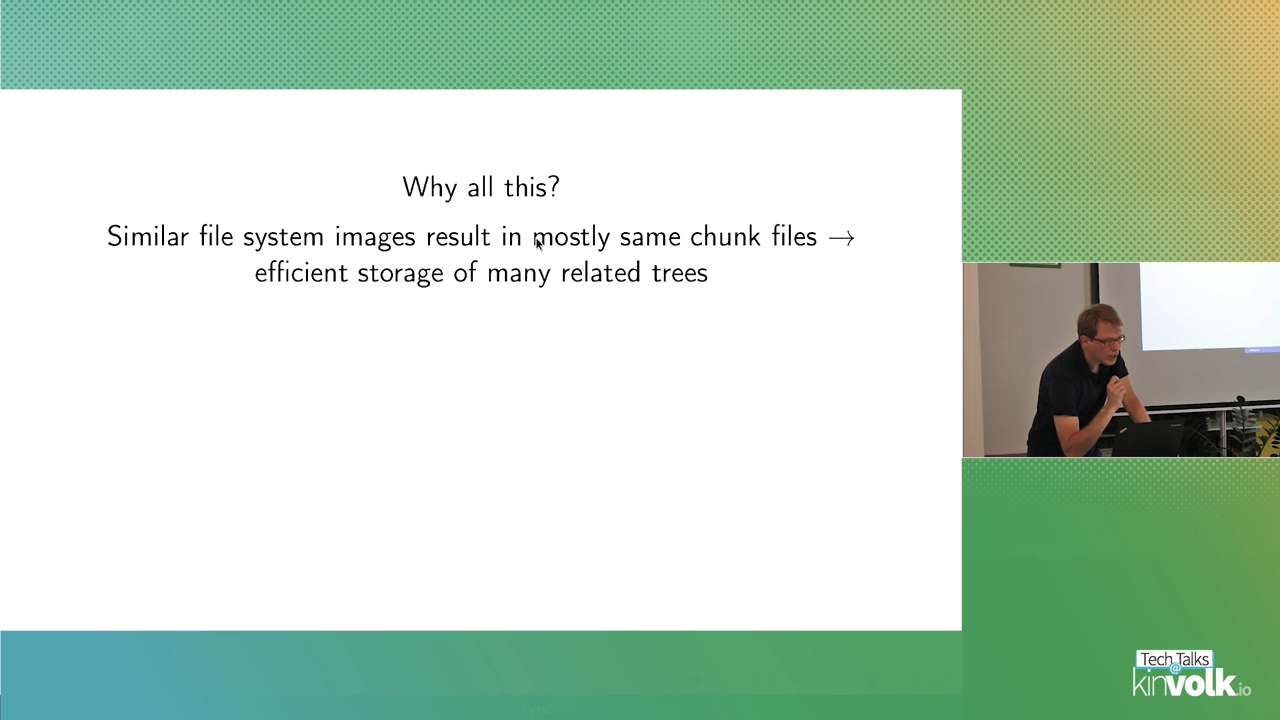 Why all this?
Similar file system images result in mostly same chunk files →
efficient storage of many related trees
Tech Talks
@
kinvolk.io